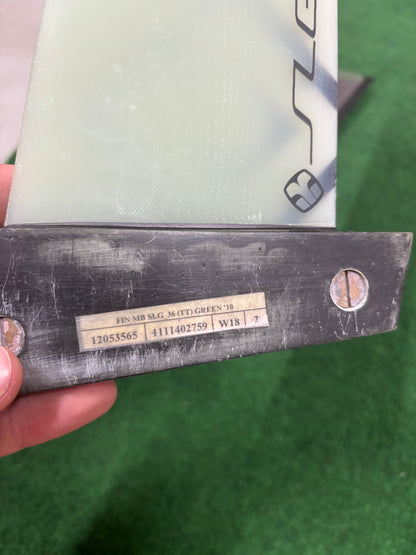 SLG
FIN MB SLG 36 (TT) GREEN '10
12053565 4111402759 W18 ?